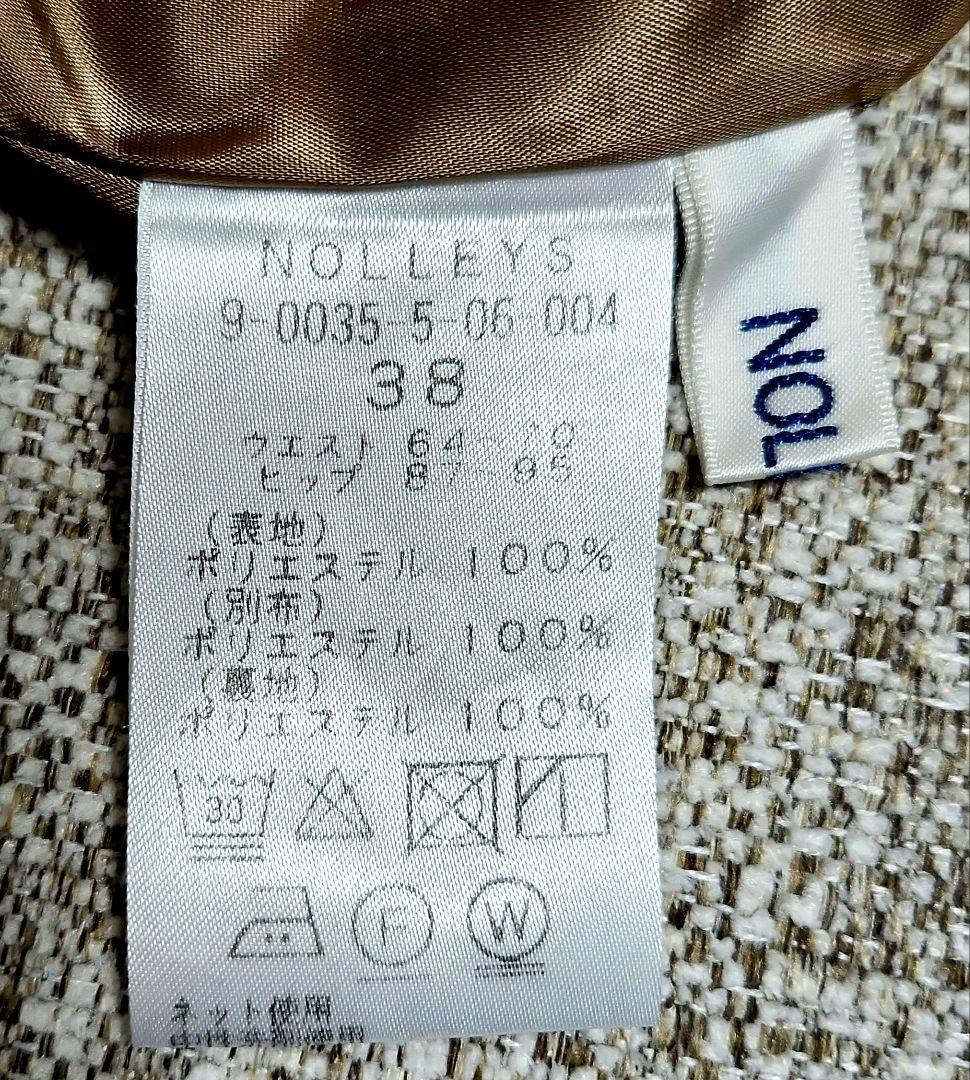 NOLLEYS
9-0035-5-06-004
38
ウエスト 64~70
ヒップ 87~95
(表地)
ポリエステル 100%
(別布)
ポリエステル 100%
(裏地)
ポリエステル 100%
30
F
W
ネット使用
NOL